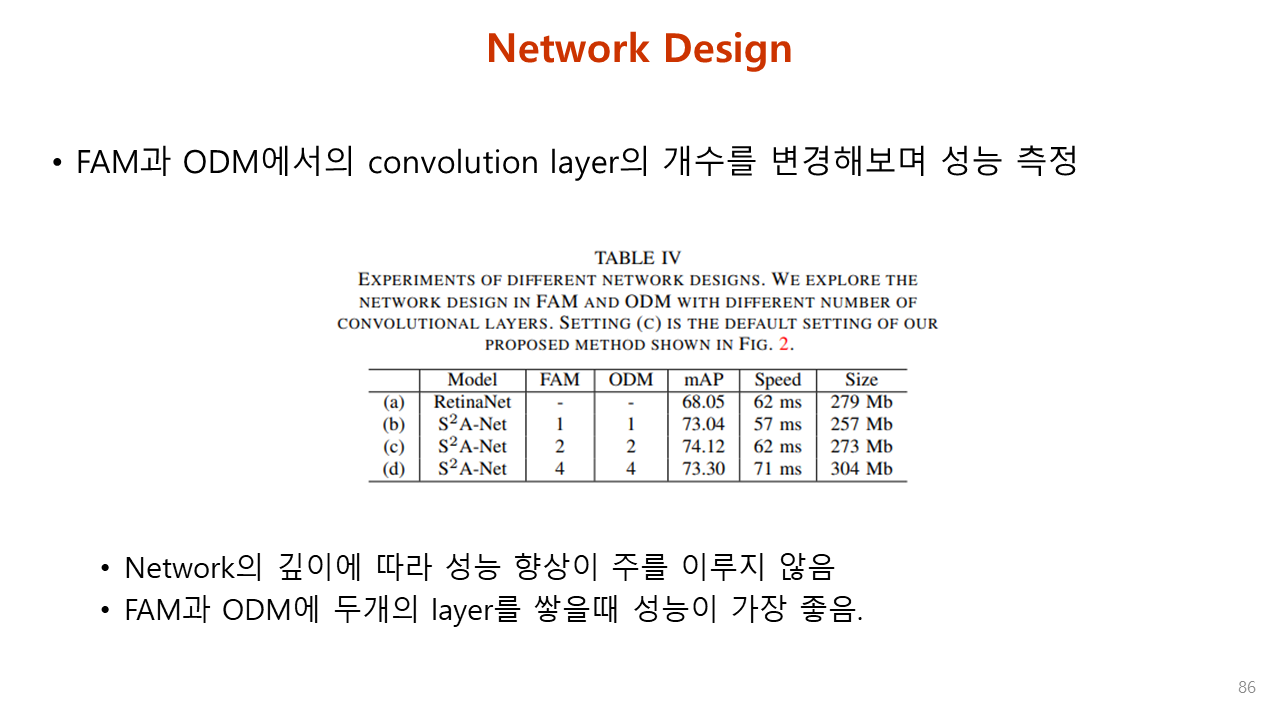 Network Design
• FAM과 ODM에서의 convolution layer의 개수를 변경해보며 성능 측정
TABLE IV
EXPERIMENTS OF DIFFERENT NETWORK DESIGNS. WE EXPLORE THE
NETWORK DESIGN IN FAM AND ODM WITH DIFFERENT NUMBER OF
CONVOLUTIONAL LAYERS. SETTING (C) IS THE DEFAULT SETTING OF OUR
PROPOSED METHOD SHOWN IN FIG. 2.
Model FAM ODM mAP Speed Size
(a) RetinaNet - - 68.05 62 ms 279 Mb
(b) S²A-Net 1 1 73.04 57 ms 257 Mb
(c) S²A-Net 2 2 74.12 62 ms 273 Mb
(d) S²A-Net 4 4 73.30 71 ms 304 Mb
• Network의 깊이에 따라 성능 향상이 주를 이루지 않음
• FAM과 ODM에 두개의 layer를 쌓을때 성능이 가장 좋음.
86